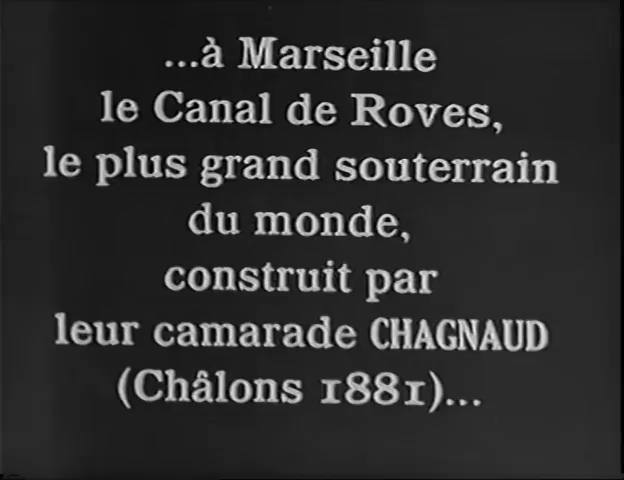 ...à Marseille
le Canal de Roves,
le plus grand souterrain
du monde,
construit par
leur camarade CHAGNAUD
(Châlons 1881)...